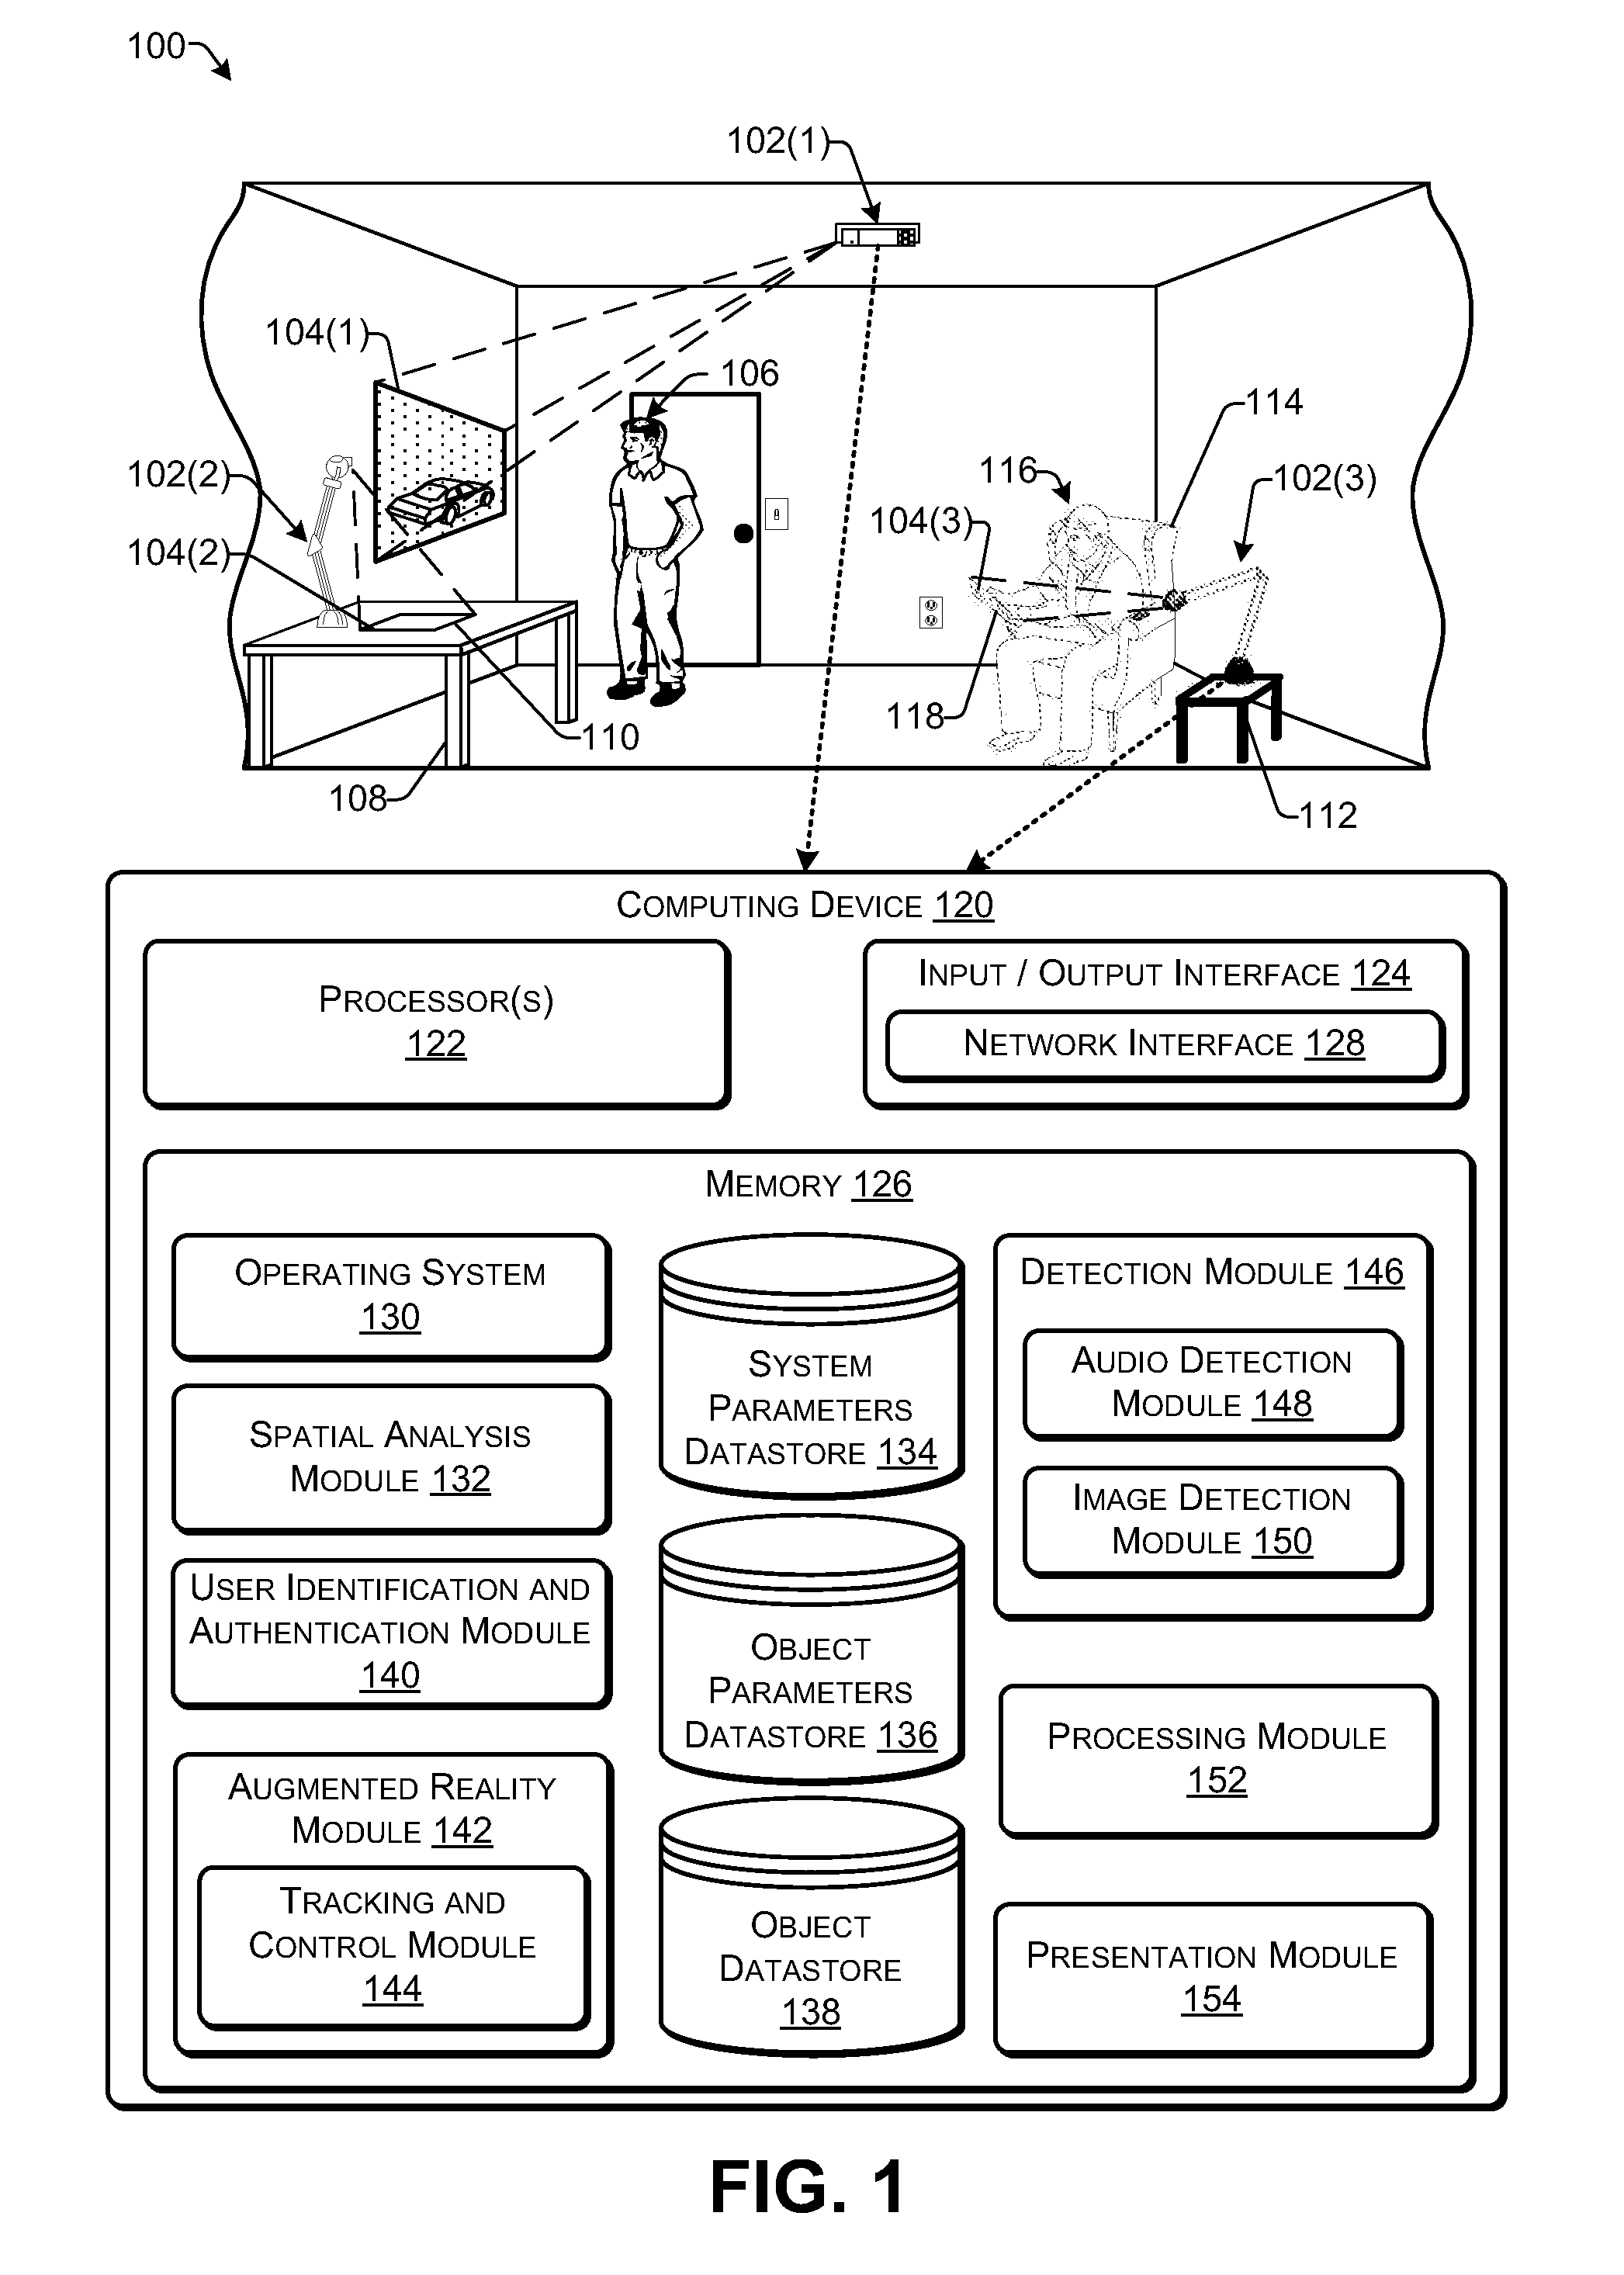 100
102(1)
104(1)
106
114
102(2)
116
102(3)
104(3)
104(2)
118
110
108
112
COMPUTING DEVICE 120
PROCESSOR(S)
122
INPUT / OUTPUT INTERFACE 124
NETWORK INTERFACE 128
MEMORY 126
OPERATING SYSTEM
130
SPATIAL ANALYSIS
MODULE 132
USER IDENTIFICATION AND
AUTHENTICATION MODULE
140
AUGMENTED REALITY
MODULE 142
TRACKING AND
CONTROL MODULE
144
SYSTEM
PARAMETERS
DATASTORE 134
OBJECT
PARAMETERS
DATASTORE 136
OBJECT
DATASTORE
138
DETECTION MODULE 146
AUDIO DETECTION
MODULE 148
IMAGE DETECTION
MODULE 150
PROCESSING MODULE
152
PRESENTATION MODULE
154
FIG. 1